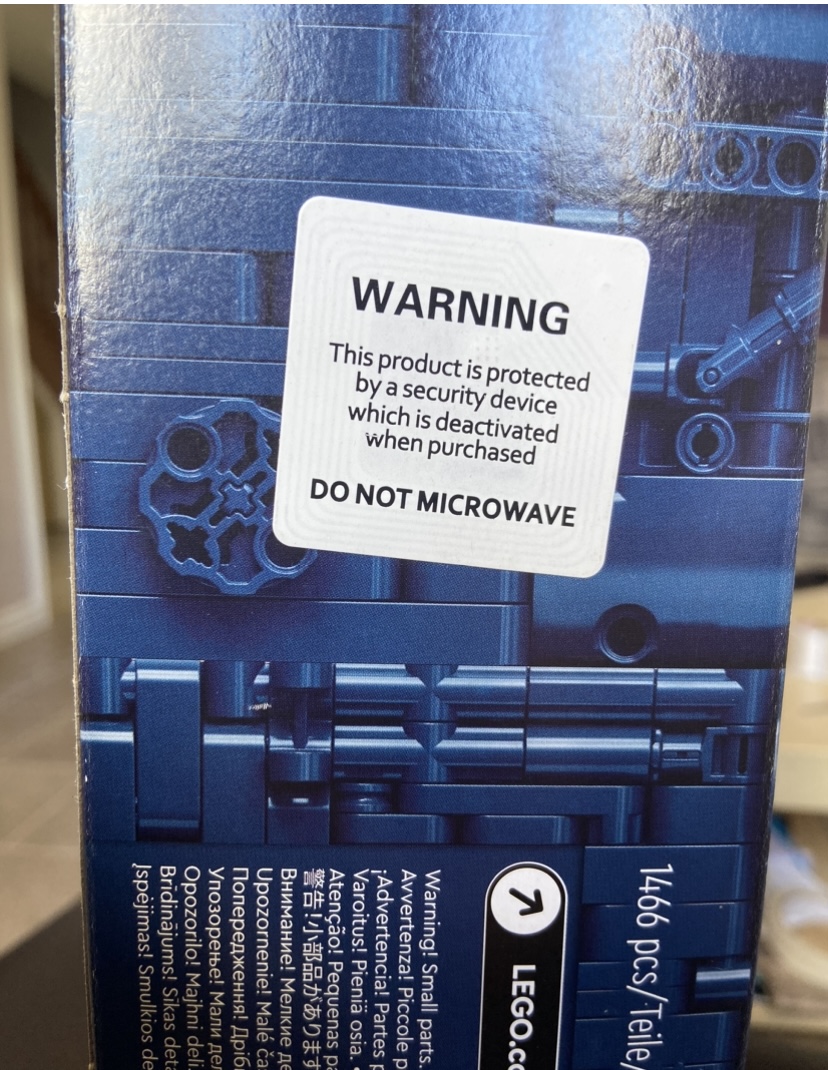 WARNING
This product is protected
by a security device
which is deactivated
when purchased
DO NOT MICROWAVE
1466 pcs/Teile/
LEGO.co
Warning! Small parts.
Avvertenza! Piccole p
¡Advertencia! Partes p
Varoitus! Pieniä osia.
Atenção! Pequenas pa
警告!小部品があります
Внимание! Мелкие де
Upozornenie! Malé ča
Попередження! Дріб
Упозорење! Мали дел
Opozorilo! Majhni deli
Brīdinājums! Sīkas deta
Įspėjimas! Smulkios de